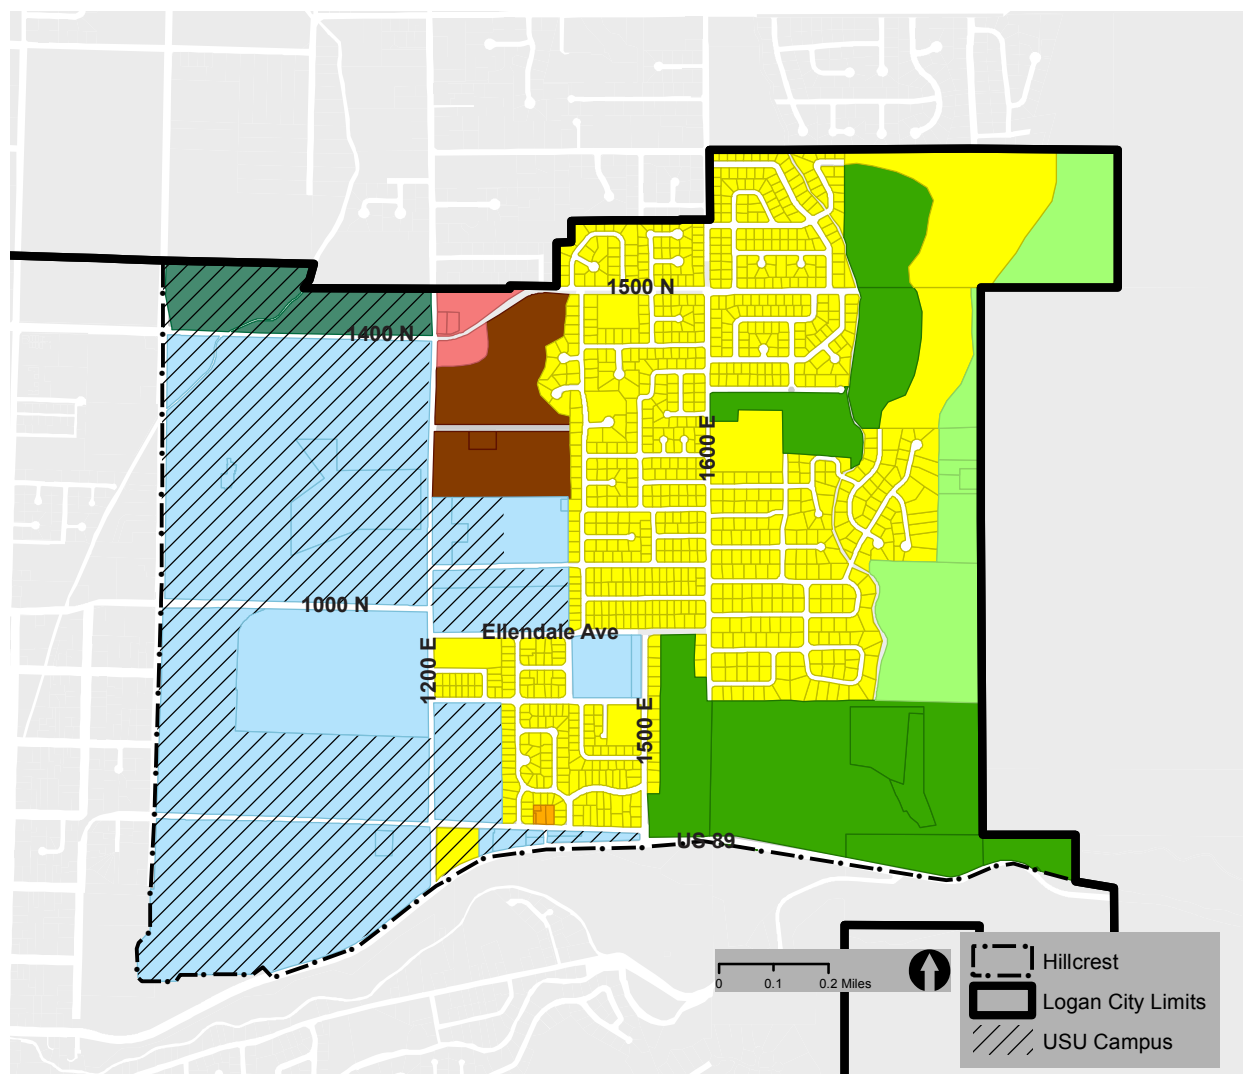 1500 N
1400 N
1600 E
1000 N
Ellendale Ave
1200 E
1500 E
US 89
0 0.1 0.2 Miles
Hillcrest
Logan City Limits
USU Campus